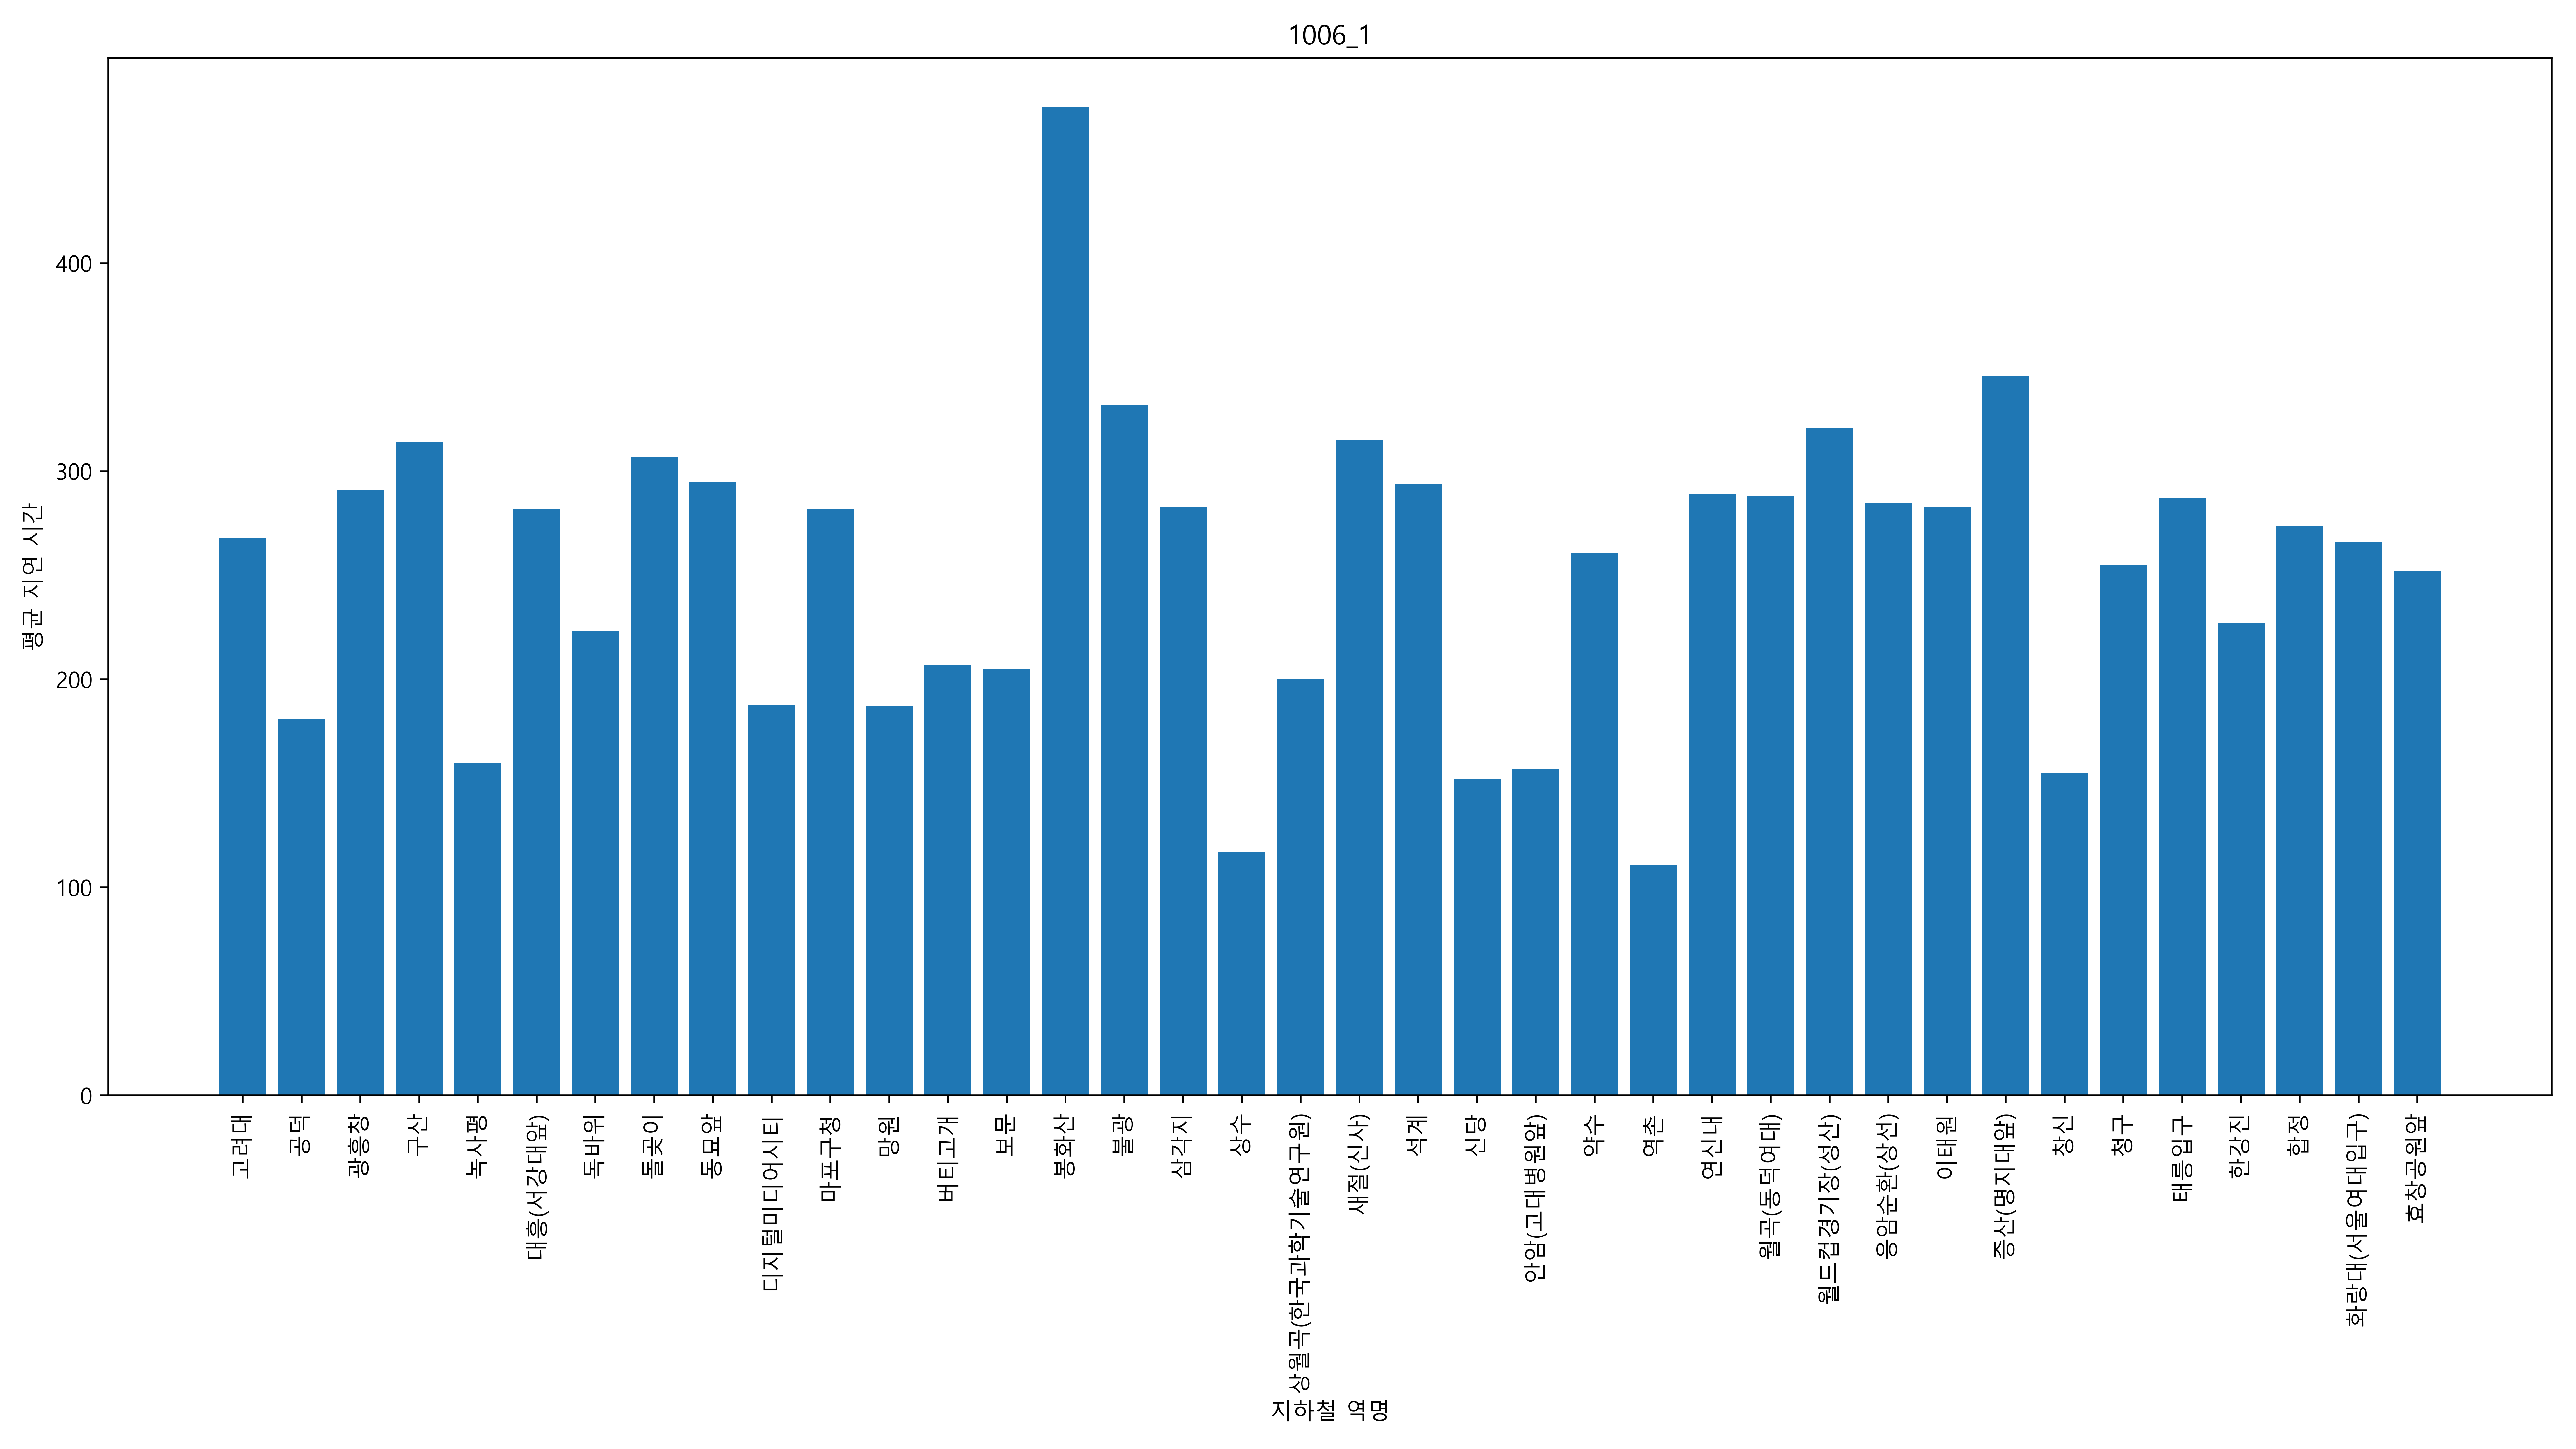 1006_1
평균 지연 시간
400
300
200
100
0
고려대
공덕
광흥창
구산
녹사평
대흥(서강대앞)
독바위
돌곶이
동묘앞
디지털미디어시티
마포구청
망원
버티고개
보문
봉화산
불광
삼각지
상수
상월곡(한국과학기술연구원)
새절(신사)
석계
신당
안암(고대병원앞)
약수
역촌
연신내
월곡(동덕여대)
월드컵경기장(성산)
응암순환(상선)
이태원
증산(명지대앞)
창신
청구
태릉입구
한강진
합정
화랑대(서울여대입구)
효창공원앞
지하철 역명